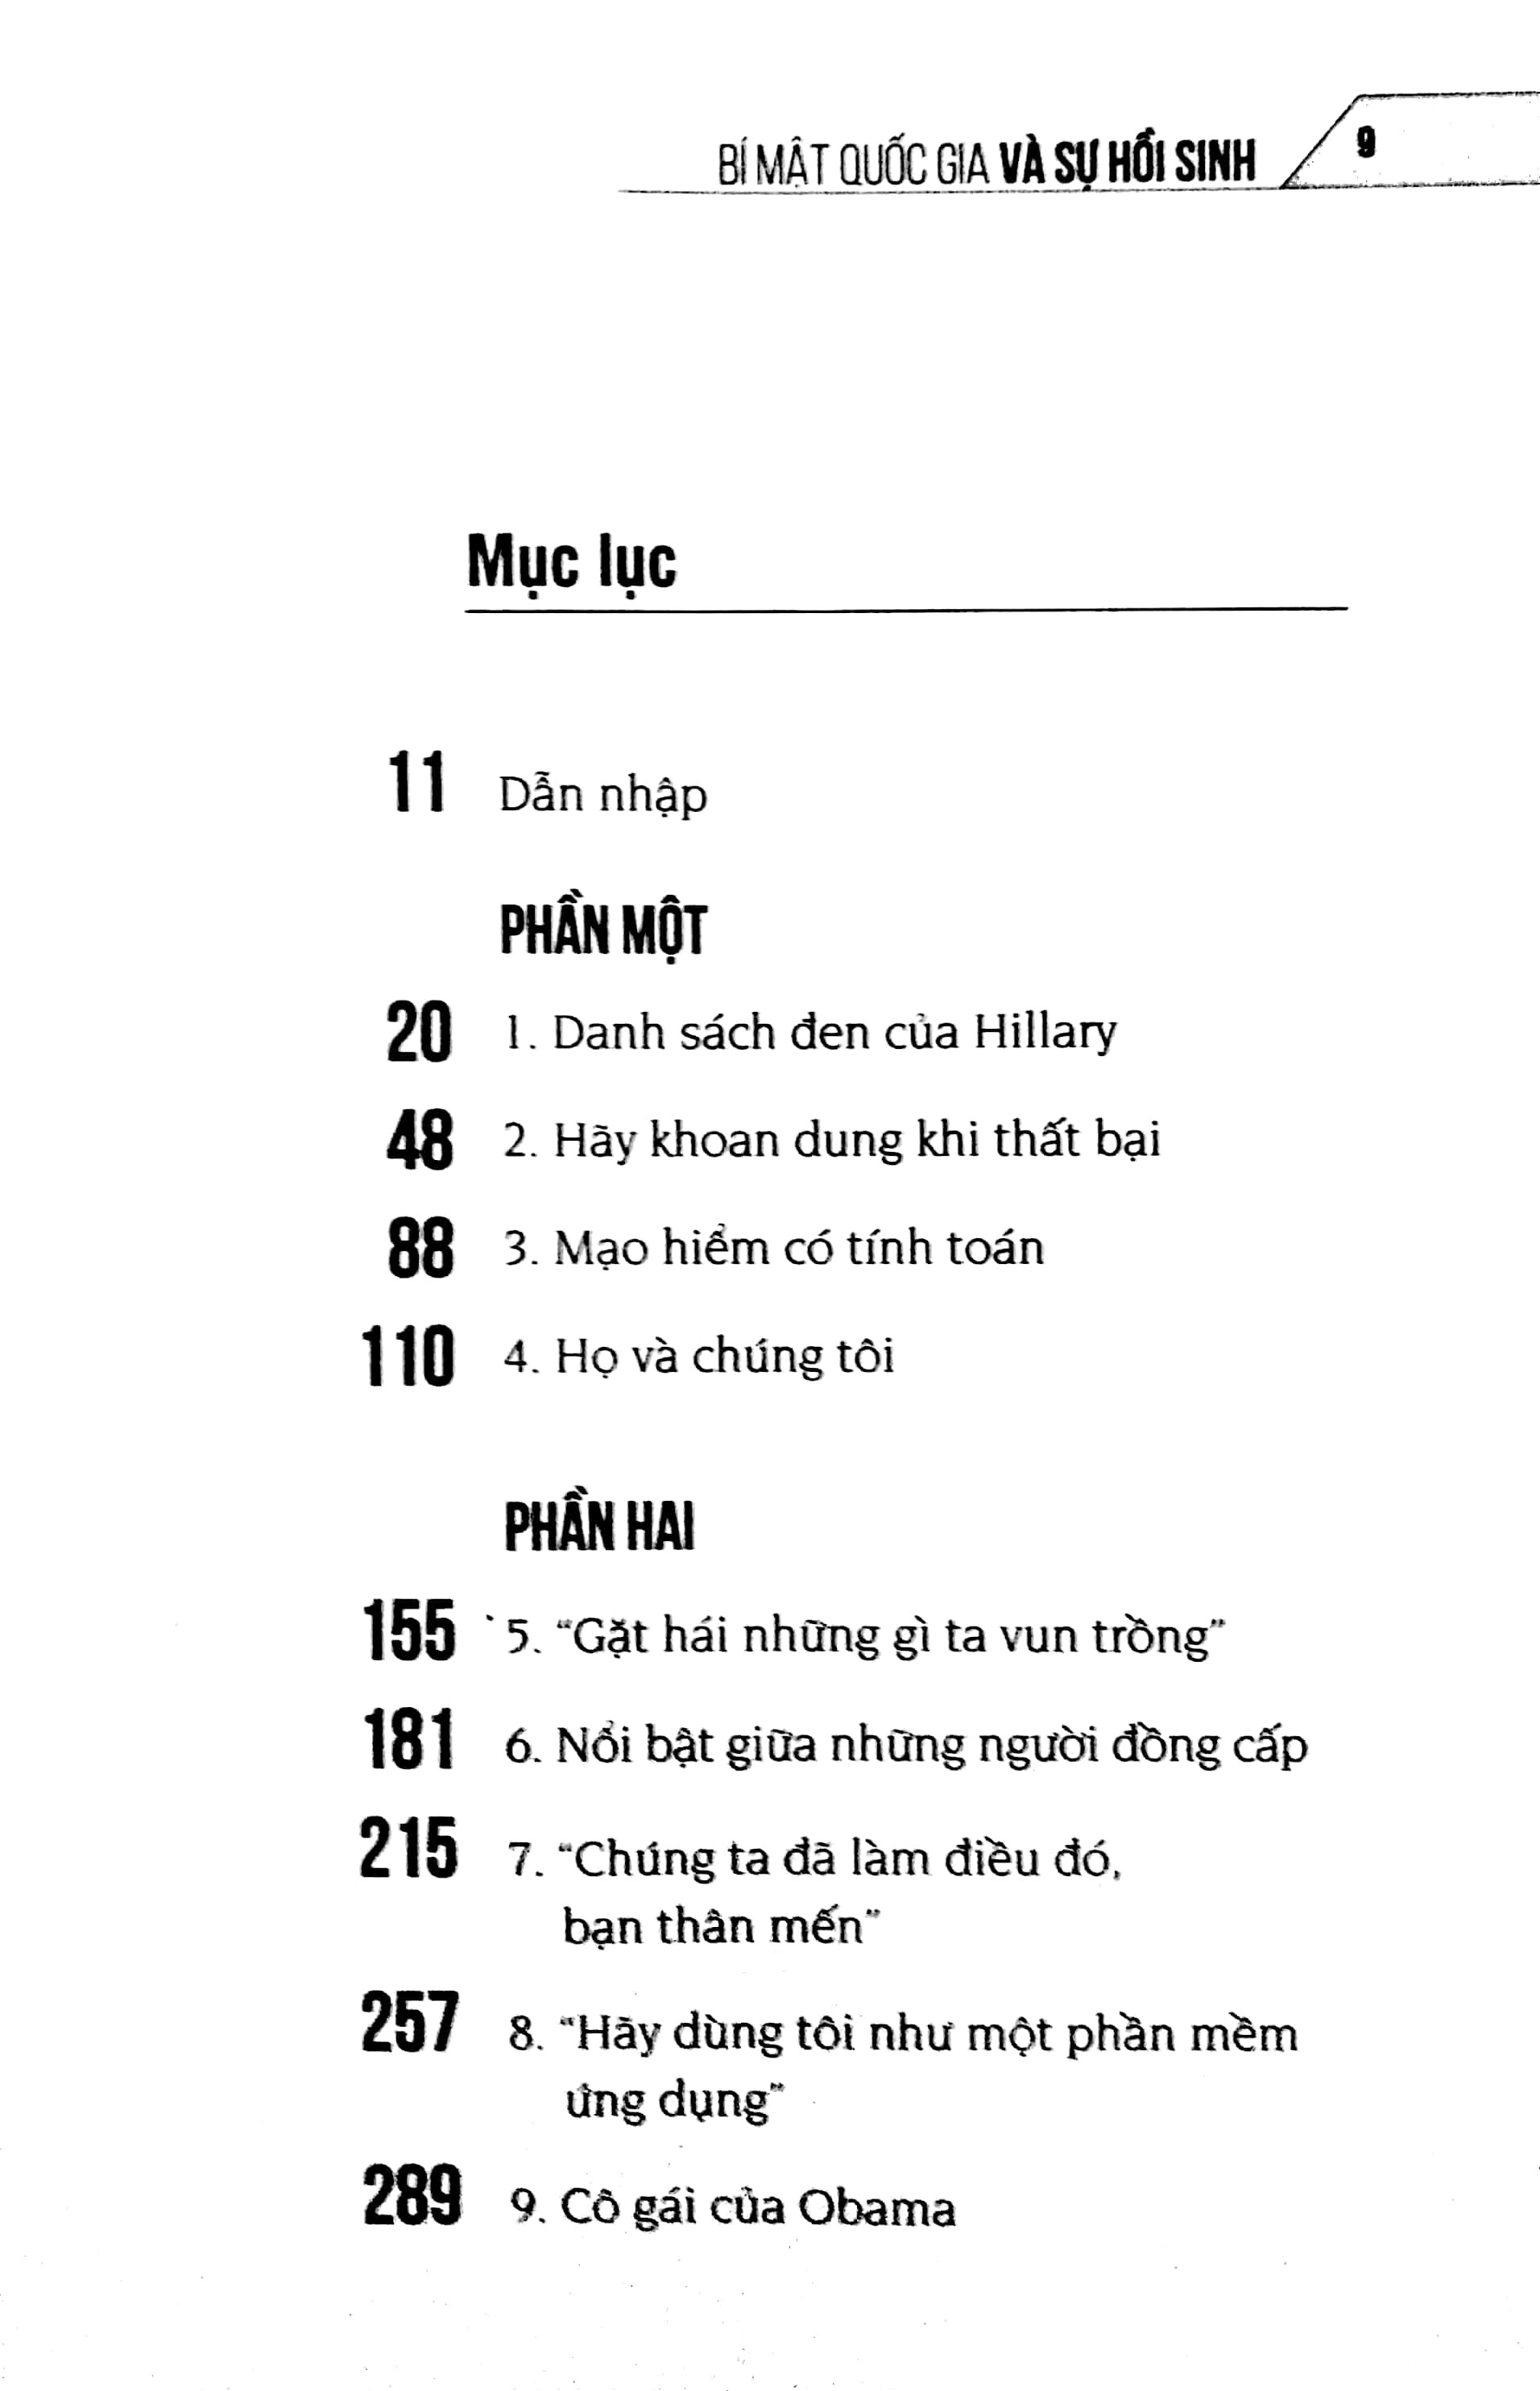 BÍ MẬT QUỐC GIA VÀ SỰ HỒI SINH 9
Mục lục
11 Dẫn nhập
PHẦN MỘT
20 1. Danh sách đen của Hillary
48 2. Hãy khoan dung khi thất bại
88 3. Mạo hiểm có tính toán
110 4. Họ và chúng tôi
PHẦN HAI
155 5. “Gặt hái những gì ta vun trồng”
181 6. Nổi bật giữa những người đồng cấp
215 7. “Chúng ta đã làm điều đó,
bạn thân mến”
257 8. “Hãy dùng tôi như một phần mềm
ứng dụng”
289 9. Cô gái của Obama